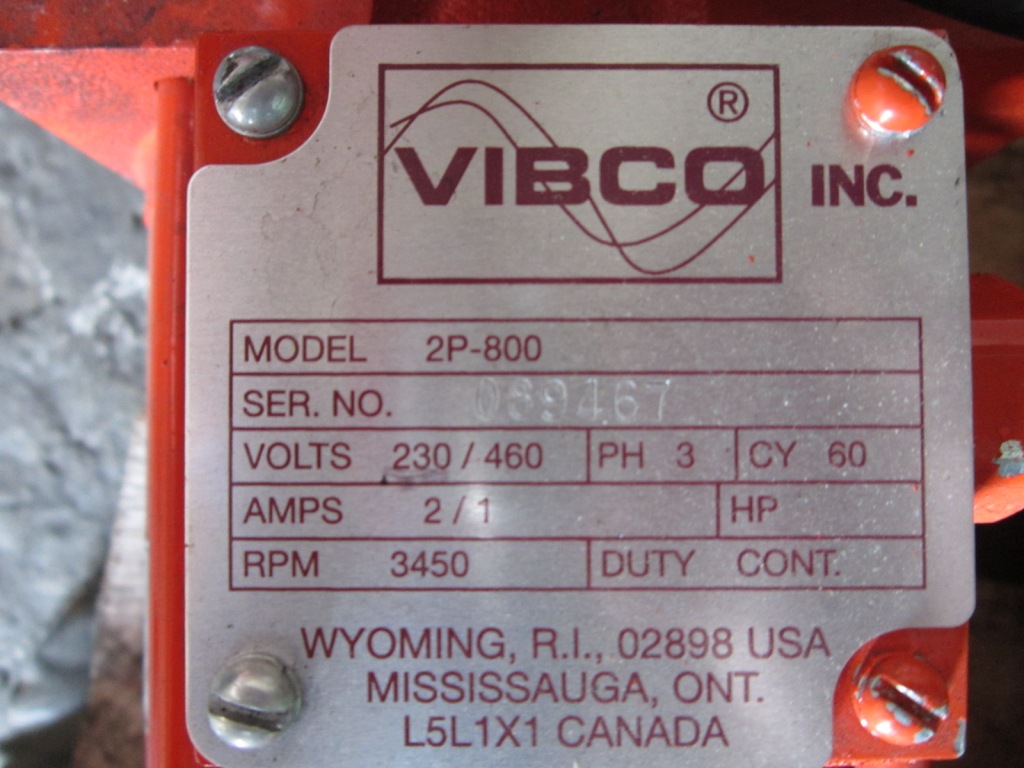 VIBCO ® INC.
MODEL 2P-800
SER. NO. 039467
VOLTS 230 / 460 PH 3 CY 60
AMPS 2 / 1 HP
RPM 3450 DUTY CONT.
WYOMING, R.I., 02898 USA
MISSISSAUGA, ONT.
L5L1X1 CANADA